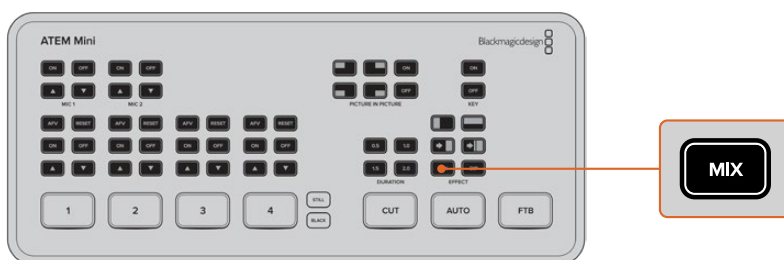 ATEM Mini
Blackmagicdesign
ON OFF ON OFF ON ON
OFF OFF
MIC 1 MIC 2 PICTURE IN PICTURE KEY
AFV RESET AFV RESET AFV RESET AFV RESET
ON OFF ON OFF ON OFF ON OFF 0.5 1.0
1.5 2.0
DURATION EFFECT
MIX
STILL
1 2 3 4 CUT AUTO FTB
BLACK